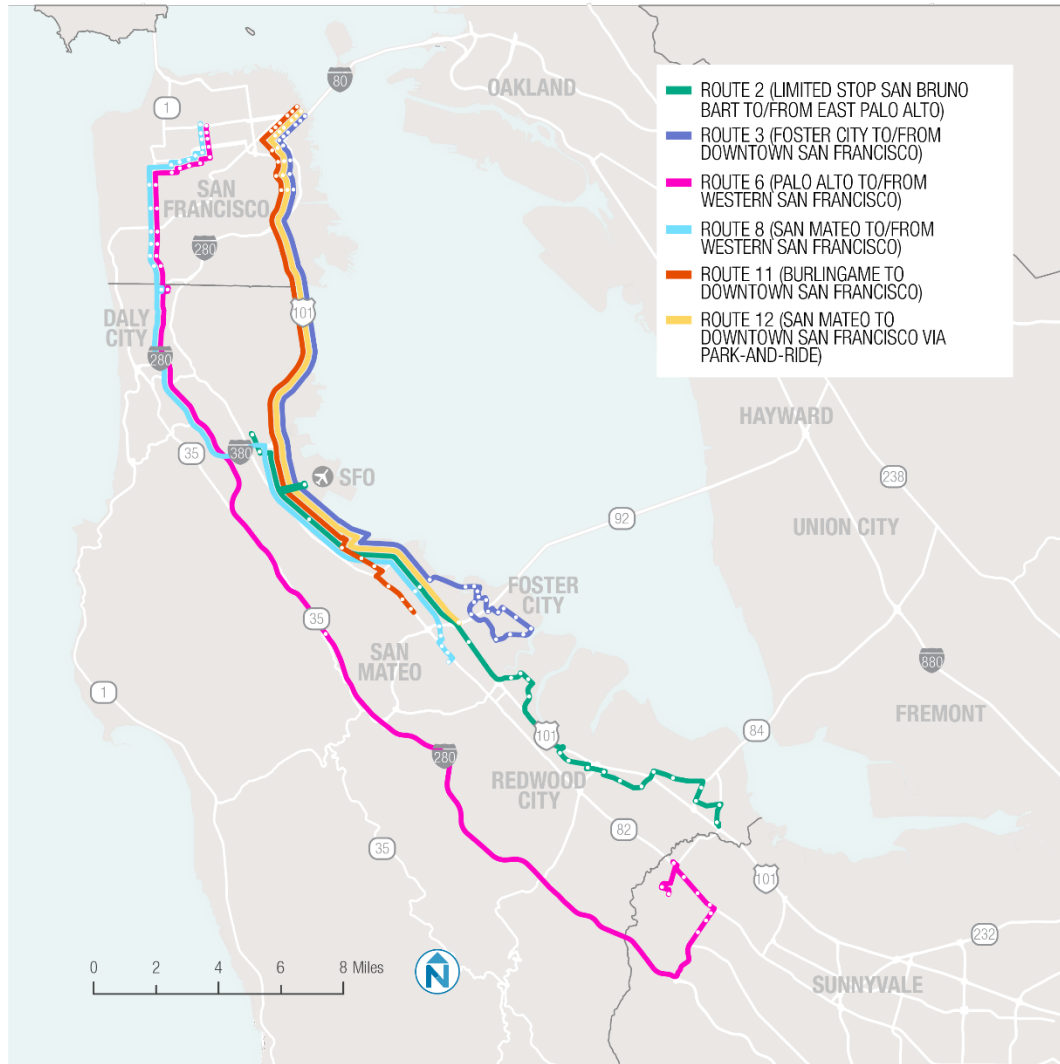 80
OAKLAND
1
ROUTE 2 (LIMITED STOP SAN BRUNO
BART TO/FROM EAST PALO ALTO)
ROUTE 3 (FOSTER CITY TO/FROM
DOWNTOWN SAN FRANCISCO)
ROUTE 6 (PALO ALTO TO/FROM
WESTERN SAN FRANCISCO)
ROUTE 8 (SAN MATEO TO/FROM
WESTERN SAN FRANCISCO)
ROUTE 11 (BURLINGAME TO
DOWNTOWN SAN FRANCISCO)
ROUTE 12 (SAN MATEO TO
DOWNTOWN SAN FRANCISCO VIA
PARK-AND-RIDE)
SAN
FRANCISCO
280
101
DALY
CITY
280
HAYWARD
35
380
SFO
238
92
UNION CITY
FOSTER
CITY
35
SAN
MATEO
880
1
FREMONT
84
101
280
REDWOOD
CITY
82
35
101
232
SUNNYVALE
0 2 4 6 8 Miles
N